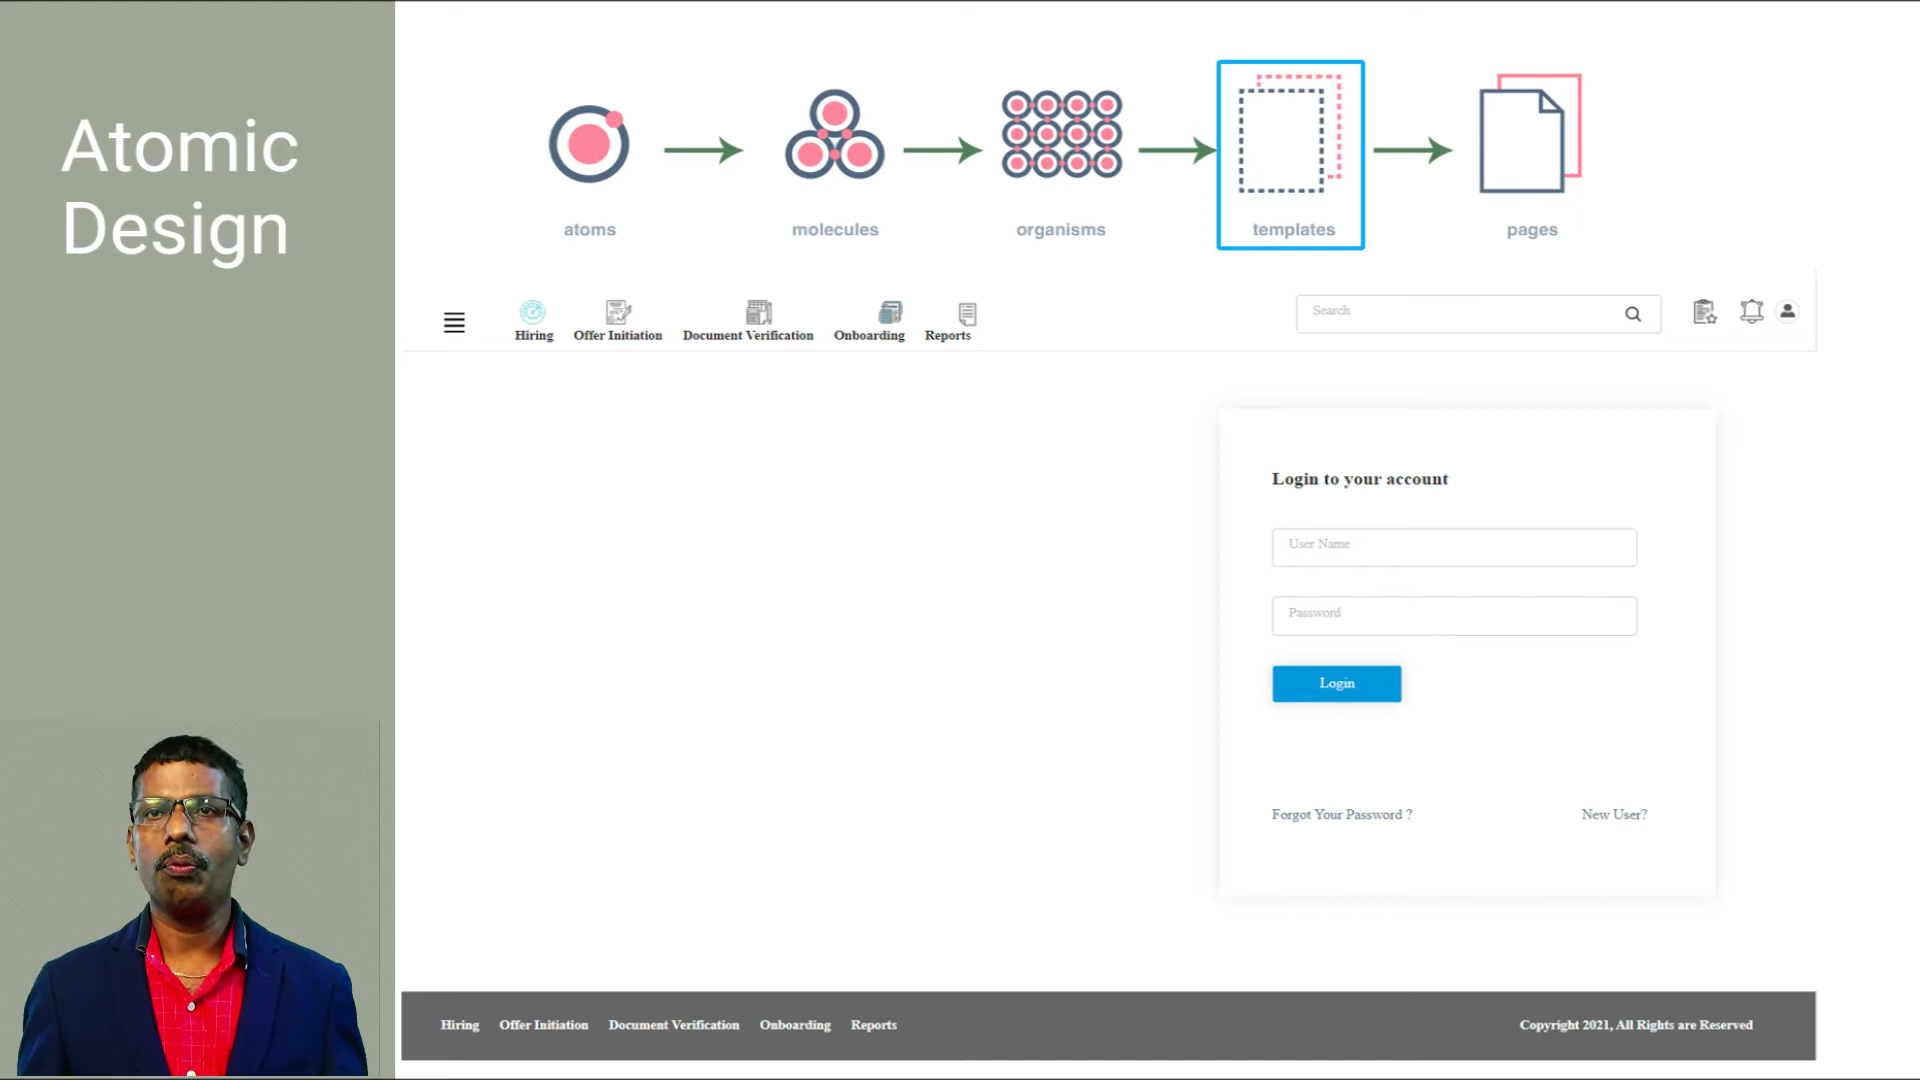 Atomic
Design
atoms molecules organisms templates pages
Hiring Offer Initiation Document Verification Onboarding Reports
Search
Login to your account
User Name
Password
Login
Forgot Your Password ? New User?
Hiring Offer Initiation Document Verification Onboarding Reports Copyright 2021, All Rights are Reserved